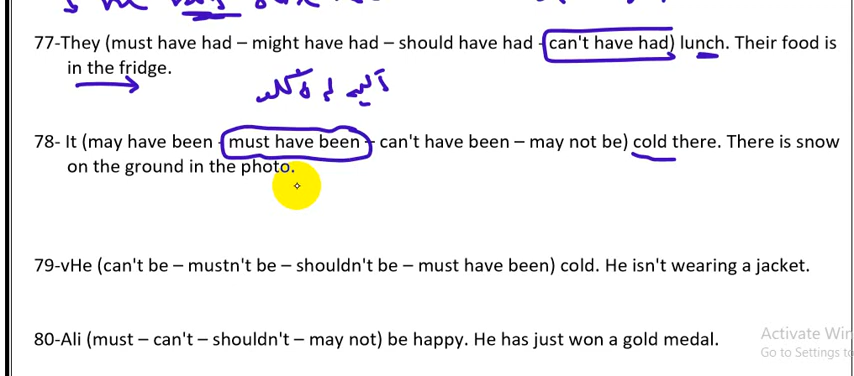 77-They (must have had – might have had – should have had - can't have had) lunch. Their food is
in the fridge.
78- It (may have been - must have been - can't have been – may not be) cold there. There is snow
on the ground in the photo.
79-vHe (can't be – mustn't be – shouldn't be – must have been) cold. He isn't wearing a jacket.
80-Ali (must – can't – shouldn't – may not) be happy. He has just won a gold medal.
Activate Win
Go to Settings to